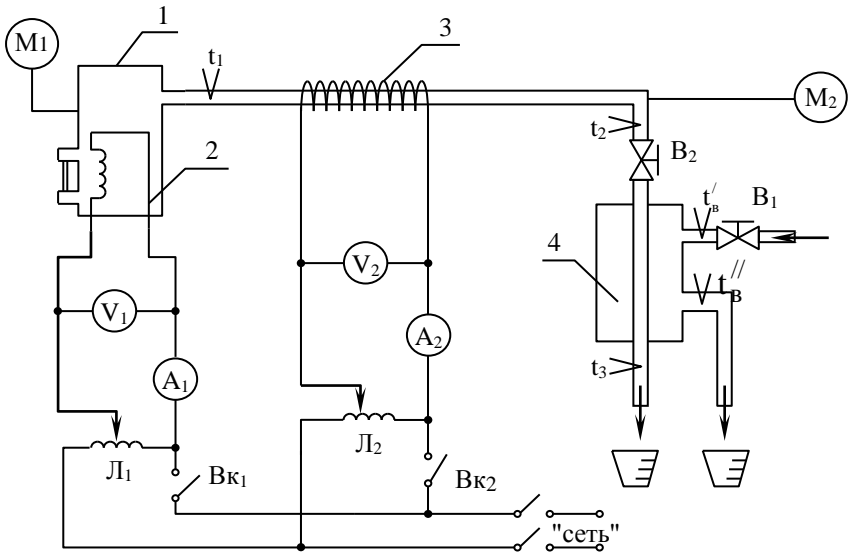 1
M1
t₁
3
M₂
t₂
B₂
2
t′в
B₁
4
t″в
V₂
V₁
A₂
t₃
A₁
Л₁
Л₂
Вк₁
Вк₂
"сеть"